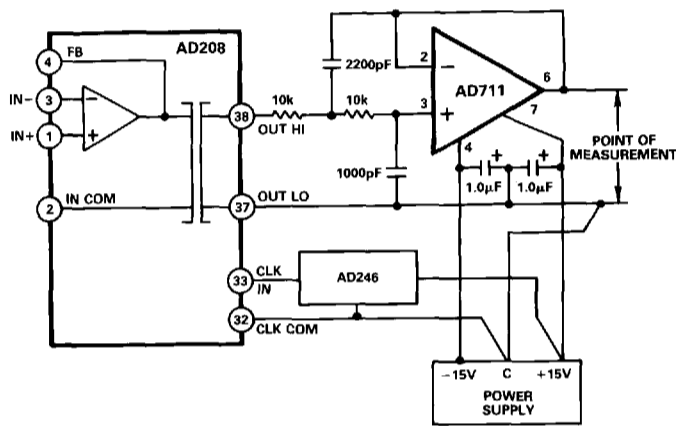 AD208
4 FB
IN- 3
IN+ 1
2 IN COM
38 OUT HI
10k
10k
2200pF
1000pF
2
3
AD711
6
7
4
+
+
1.0µF
1.0µF
POINT OF
MEASUREMENT
37 OUT LO
33 CLK
IN
32 CLK COM
AD246
-15V C +15V
POWER
SUPPLY